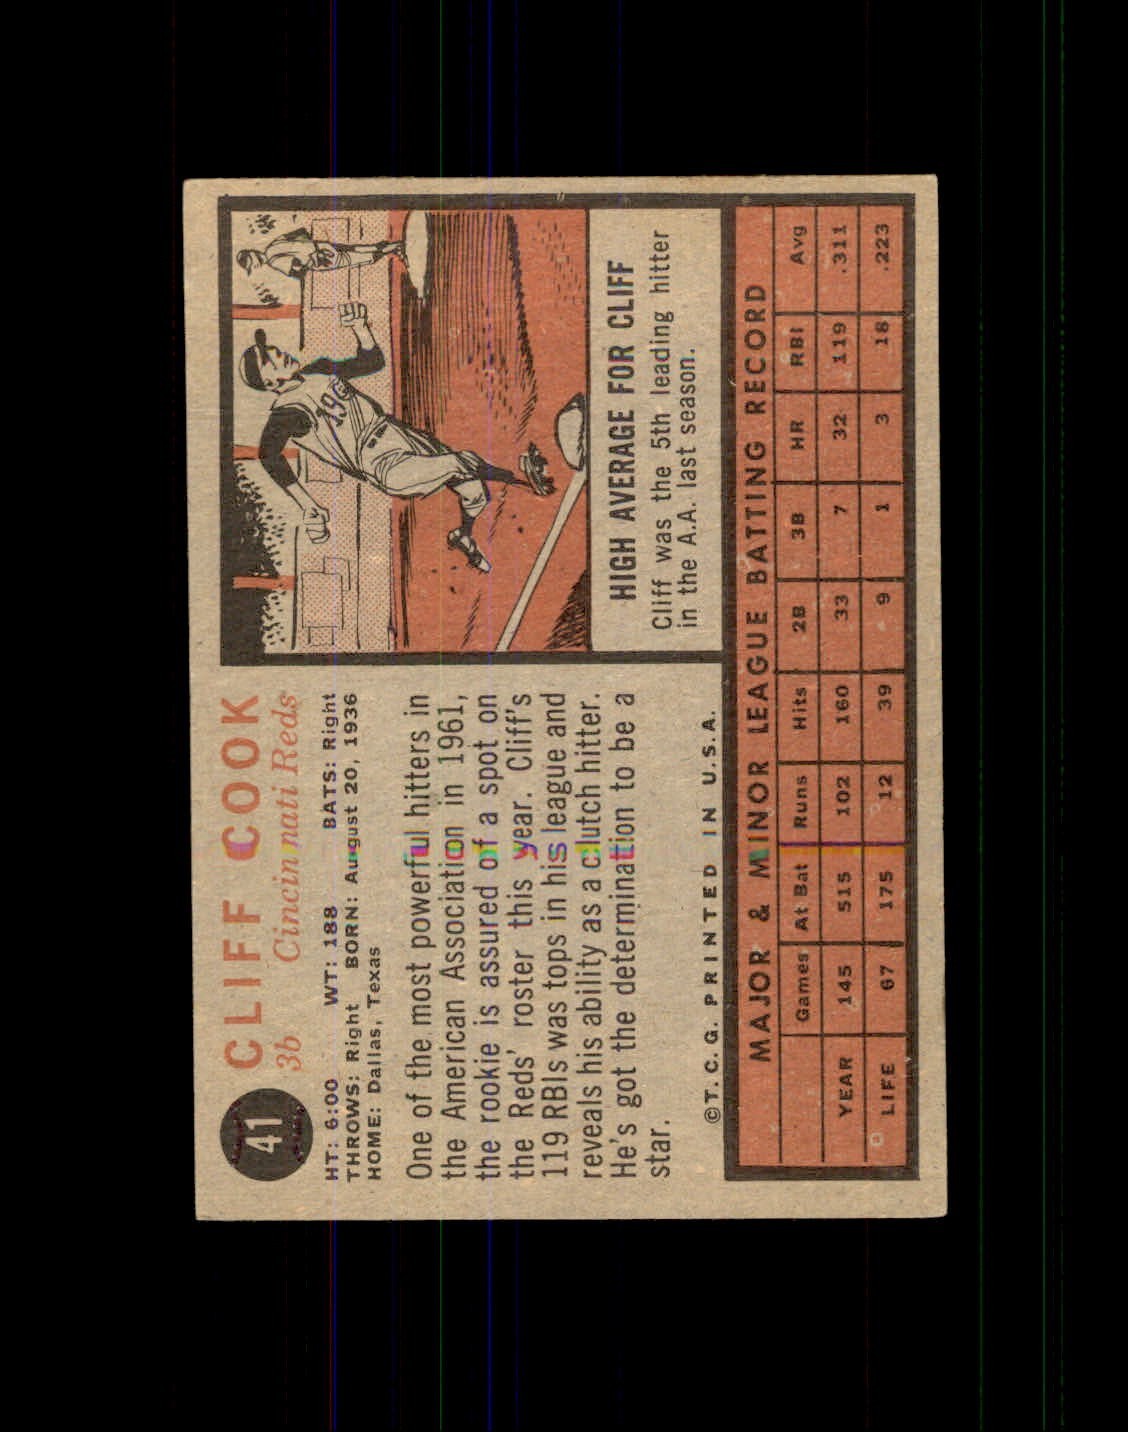 41
CLIFF COOK
3b Cincinnati Reds
HT: 6:00 WT: 188 BATS: Right
THROWS: Right BORN: August 20, 1936
HOME: Dallas, Texas
One of the most powerful hitters in
the American Association in 1961,
the rookie is assured of a spot on
the Reds' roster this year. Cliff's
119 RBIs was tops in his league and
reveals his ability as a clutch hitter.
He's got the determination to be a
star.
©T.C.G. PRINTED IN U.S.A.
19
HIGH AVERAGE FOR CLIFF
Cliff was the 5th leading hitter
in the A.A. last season.
MAJOR & MINOR LEAGUE BATTING RECORD
Games At Bat Runs Hits 2B 3B HR RBI Avg
YEAR 145 515 102 160 33 7 32 119 .311
LIFE 67 175 12 39 9 1 3 18 .223